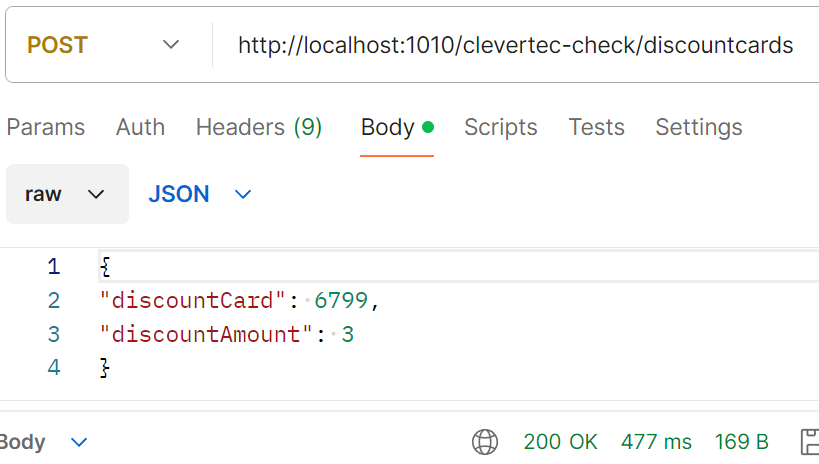 POST http://localhost:1010/clevertec-check/discountcards
Params Auth Headers (9) Body Scripts Tests Settings
raw JSON
1 {
2 "discountCard": 6799,
3 "discountAmount": 3
4 }
Body 200 OK 477 ms 169 B